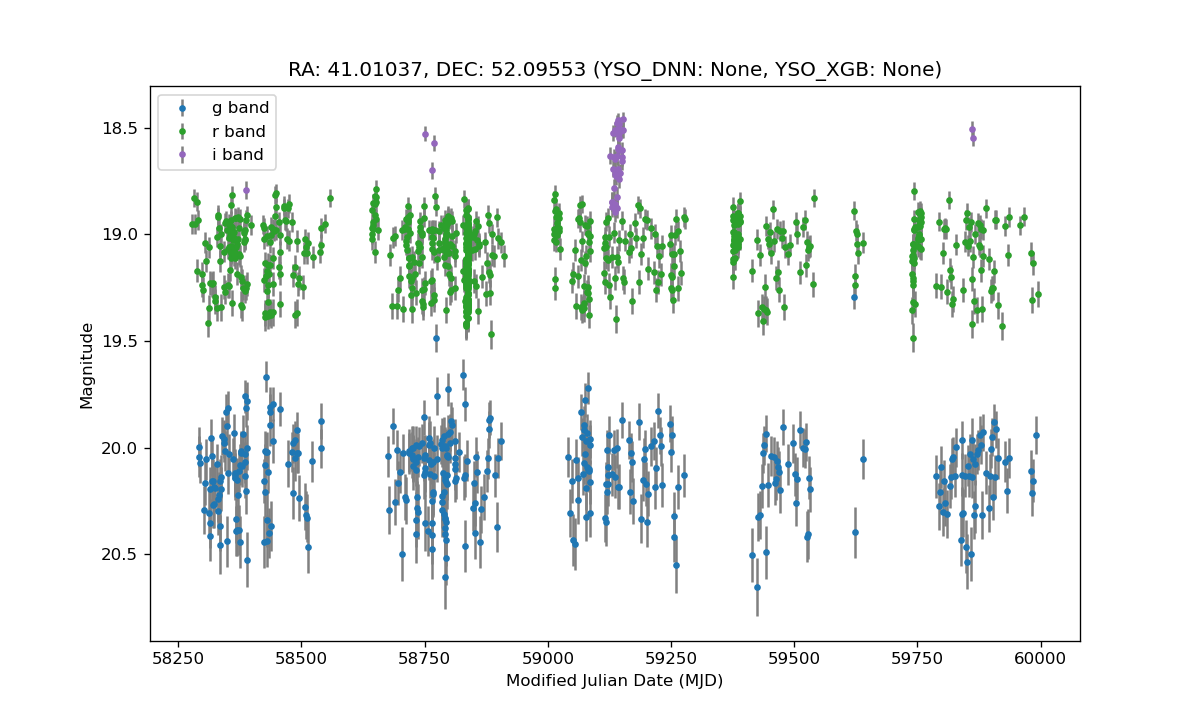 RA: 41.01037, DEC: 52.09553 (YSO_DNN: None, YSO_XGB: None)
g band
r band
i band
18.5
19.0
19.5
20.0
20.5
Magnitude
58250 58500 58750 59000 59250 59500 59750 60000
Modified Julian Date (MJD)